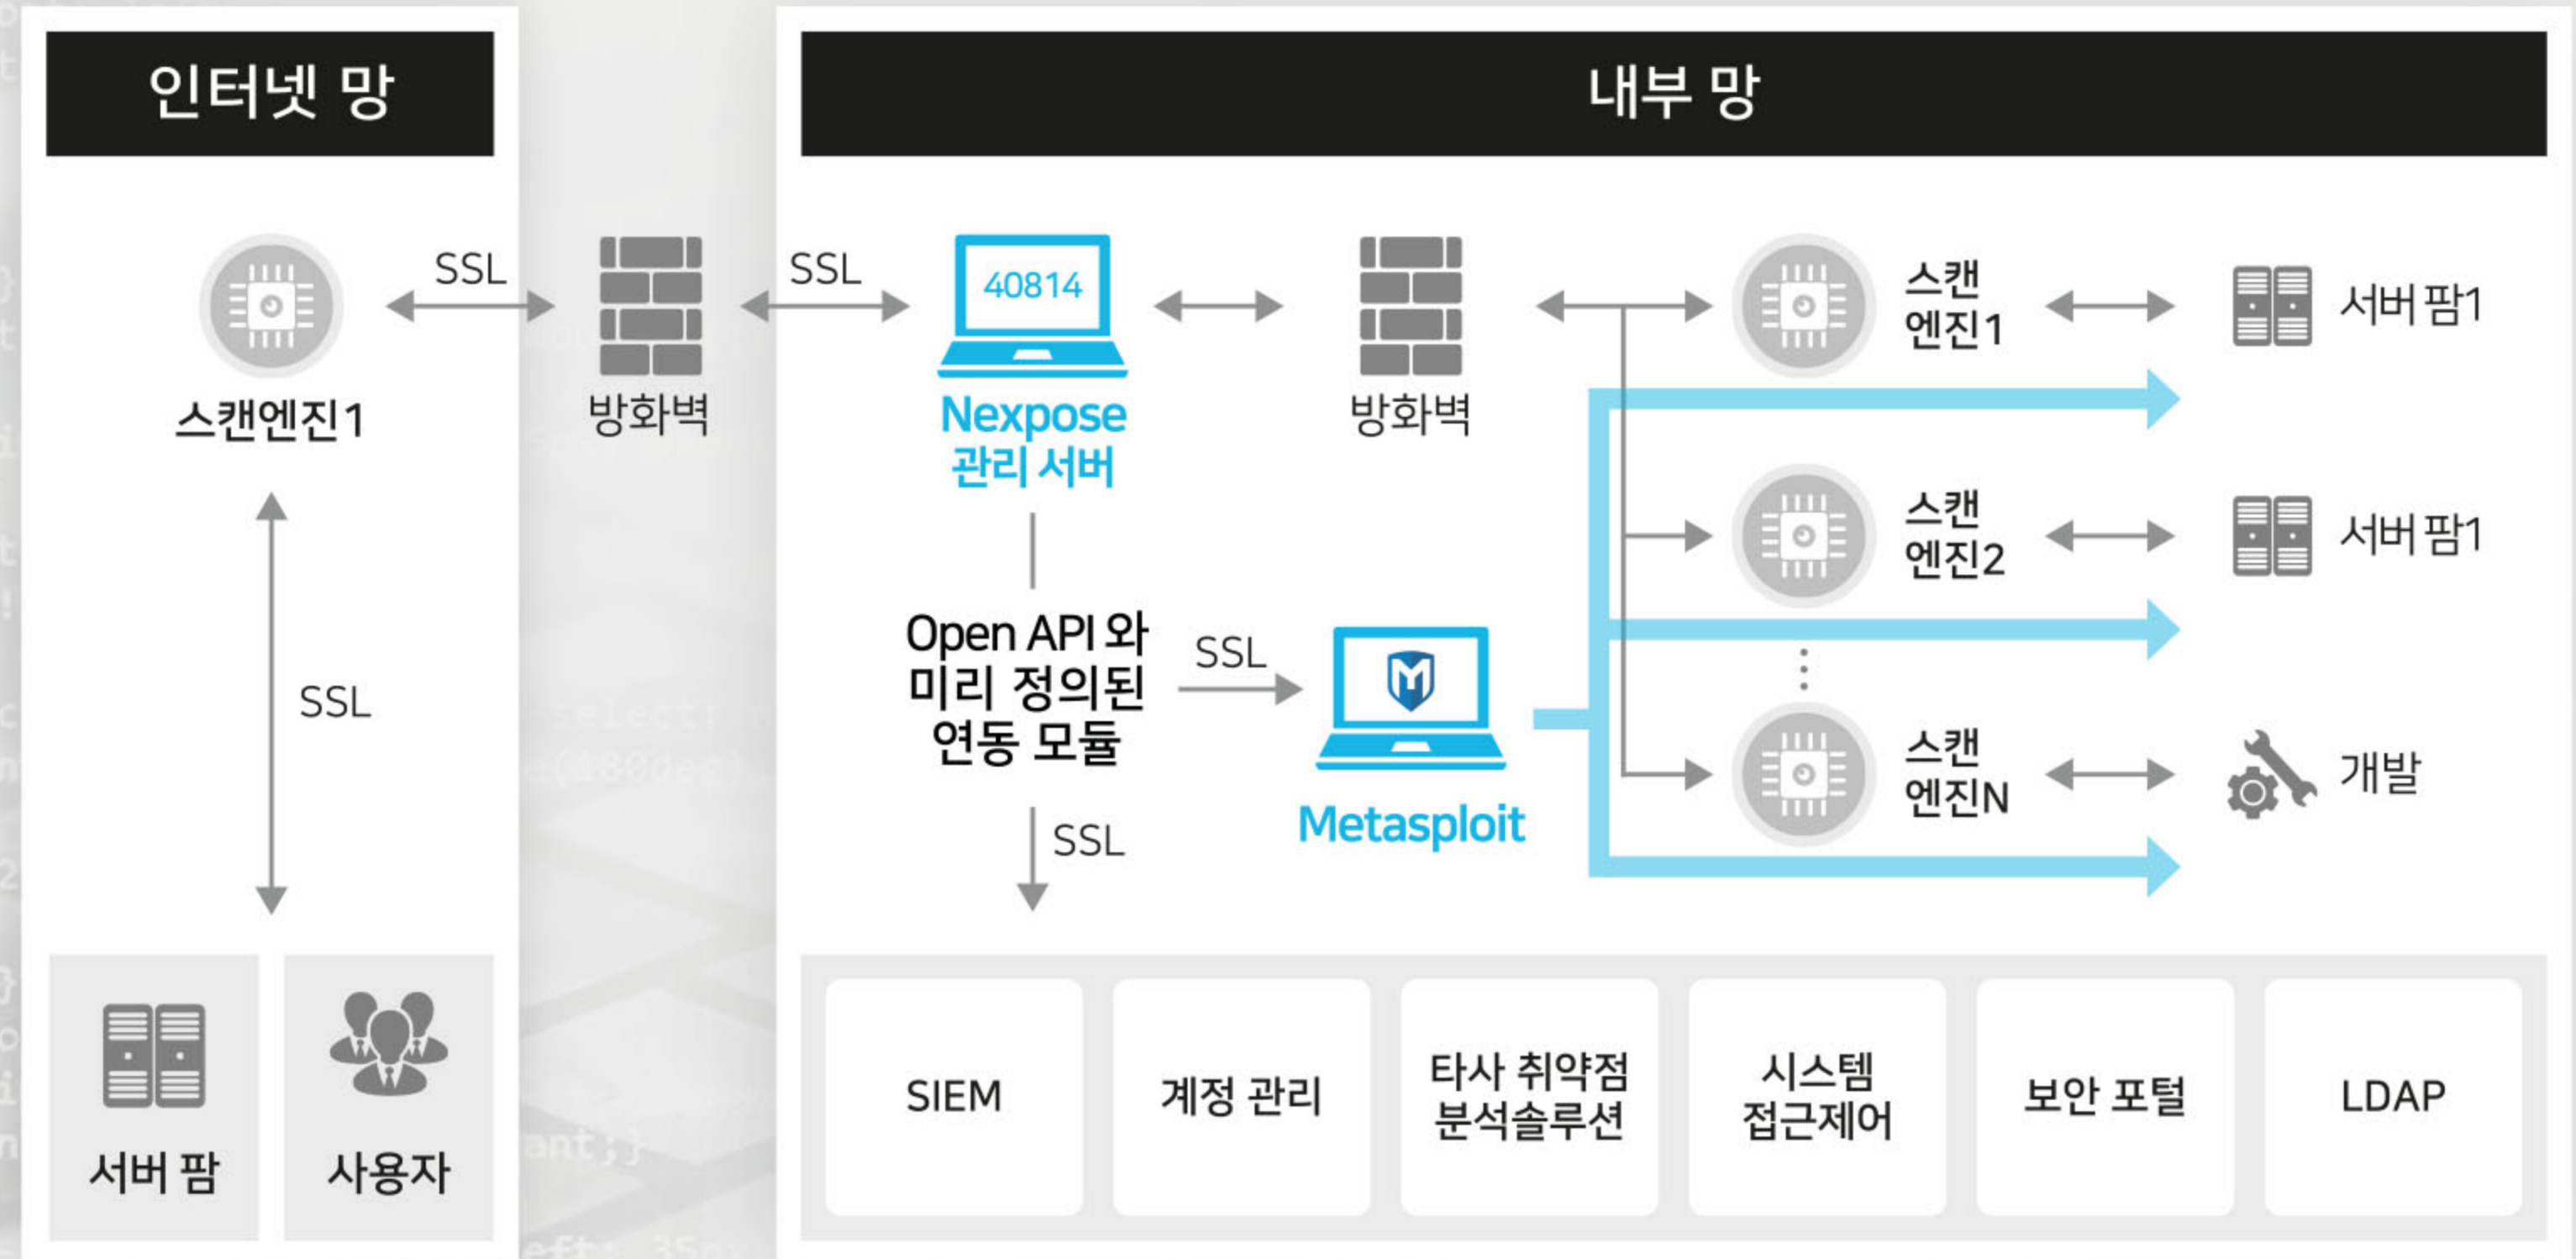 인터넷 망
내부 망
SSL
SSL
40814
스캔
엔진1
서버 팜1
스캔엔진1
방화벽
Nexpose
관리 서버
방화벽
스캔
엔진2
서버 팜1
Open API 와
미리 정의된
연동 모듈
SSL
SSL
Metasploit
스캔
엔진N
개발
SSL
서버 팜
사용자
SIEM
계정 관리
타사 취약점
분석솔루션
시스템
접근제어
보안 포털
LDAP